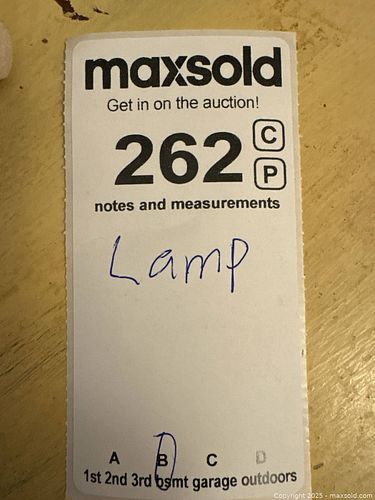 maxsold
Get in on the auction!
262 C
P
notes and measurements
Lamp
A B C D
1st 2nd 3rd bsmt garage outdoors
Copyright 2025 - maxsold.com